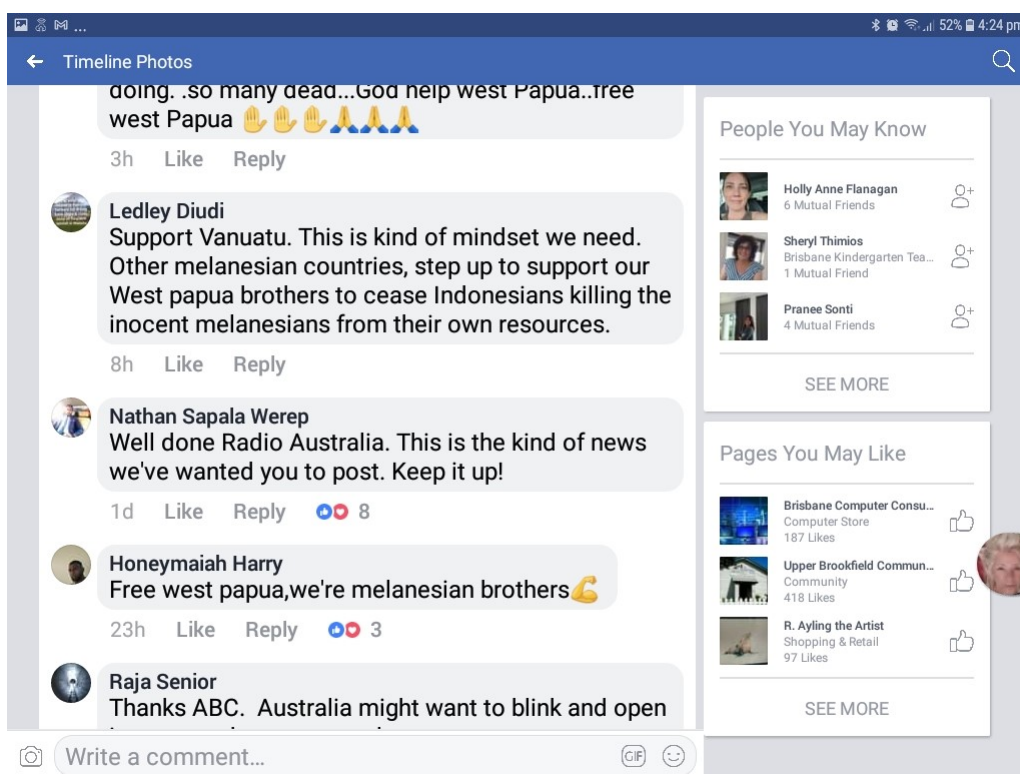 52% 4:24 pm
Timeline Photos
doing. .so many dead...God help west Papua..free
west Papua ✋✋✋🙏🙏🙏
3h Like Reply
Ledley Diudi
Support Vanuatu. This is kind of mindset we need.
Other melanesian countries, step up to support our
West papua brothers to cease Indonesians killing the
inocent melanesians from their own resources.
8h Like Reply
Nathan Sapala Werep
Well done Radio Australia. This is the kind of news
we've wanted you to post. Keep it up!
1d Like Reply 8
Honeymaiah Harry
Free west papua,we're melanesian brothers💪
23h Like Reply 3
Raja Senior
Thanks ABC.  Australia might want to blink and open
Write a comment...
GIF
People You May Know
Holly Anne Flanagan
6 Mutual Friends
Sheryl Thimios
Brisbane Kindergarten Tea...
1 Mutual Friend
Pranee Sonti
4 Mutual Friends
SEE MORE
Pages You May Like
Brisbane Computer Consu...
Computer Store
187 Likes
Upper Brookfield Commun...
Community
418 Likes
R. Ayling the Artist
Shopping & Retail
97 Likes
SEE MORE